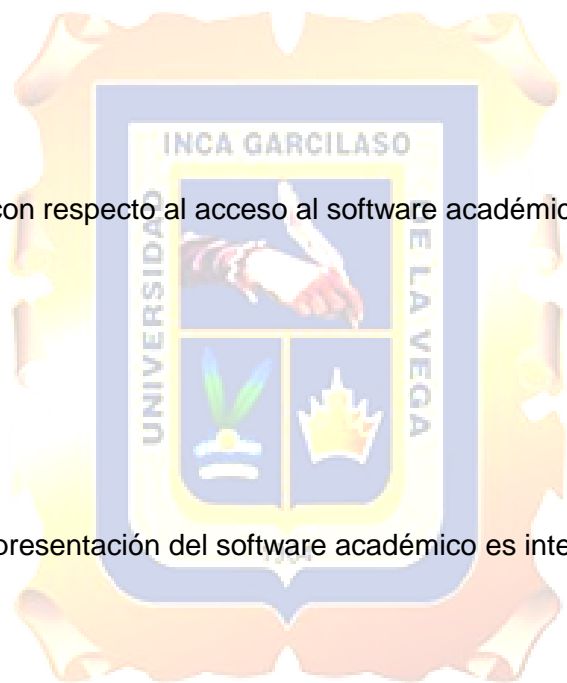 INCA GARCILASO
con respecto al acceso al software académic
UNIVERSIDAD
DE LA VEGA
presentación del software académico es inte